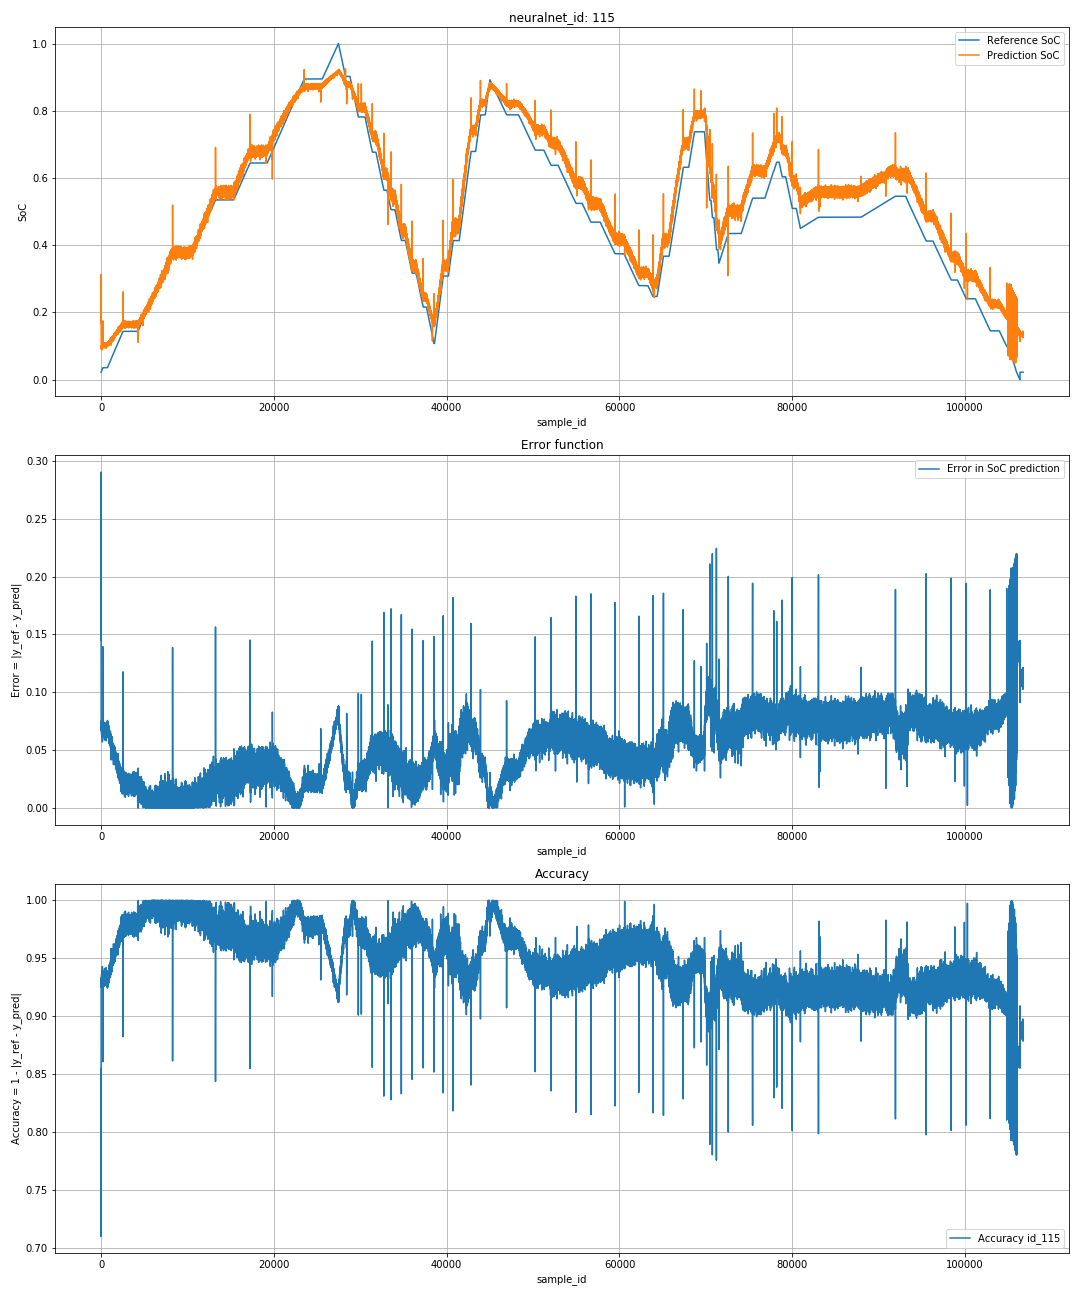 neuralnet_id: 115
Reference SoC
Prediction SoC
1.0
0.8
0.6
0.4
0.2
0.0
SoC
0 20000 40000 60000 80000 100000
sample_id
Error function
Error in SoC prediction
0.30
0.25
0.20
0.15
0.10
0.05
0.00
Error = |y_ref - y_pred|
0 20000 40000 60000 80000 100000
sample_id
Accuracy
1.00
0.95
0.90
0.85
0.80
0.75
0.70
Accuracy = 1 - |y_ref - y_pred|
Accuracy id_115
0 20000 40000 60000 80000 100000
sample_id